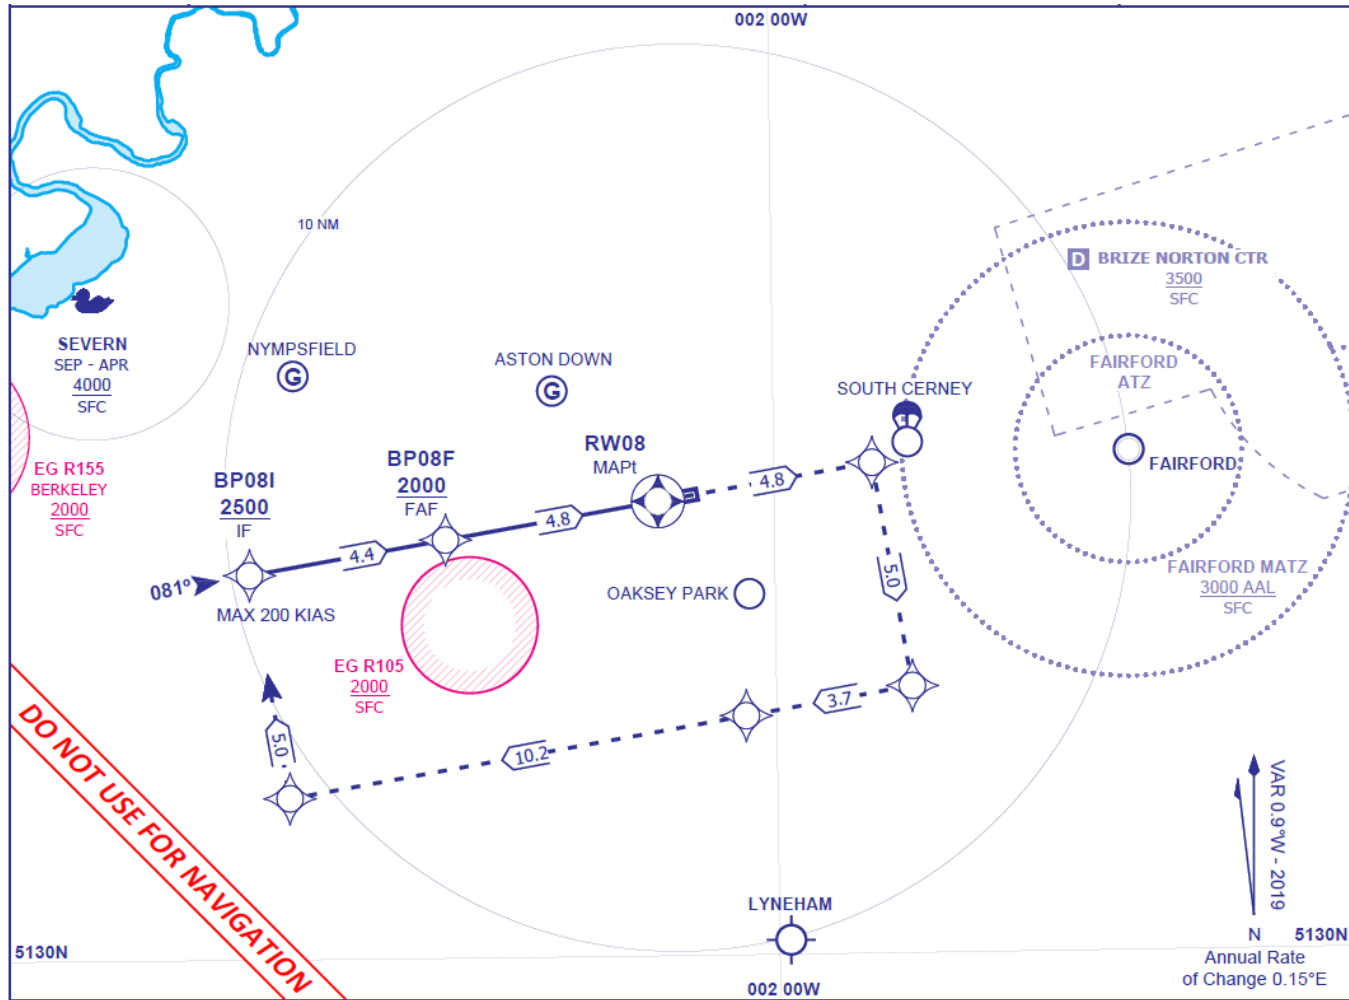 002 00W
10 NM
D BRIZE NORTON CTR
3500
SFC
SEVERN
SEP - APR
4000
SFC
NYMPSFIELD
G
ASTON DOWN
G
FAIRFORD
ATZ
SOUTH CERNEY
FAIRFORD
EG R155
BERKELEY
2000
SFC
BP08I
2500
IF
BP08F
2000
FAF
RW08
MAPt
4.8
4.8
4.4
081°
MAX 200 KIAS
5.0
OAKSEY PARK
FAIRFORD MATZ
3000 AAL
SFC
EG R105
2000
SFC
3.7
10.2
5.0
DO NOT USE FOR NAVIGATION
VAR 0.9°W - 2019
LYNEHAM
N
5130N
5130N
Annual Rate
of Change 0.15°E
002 00W